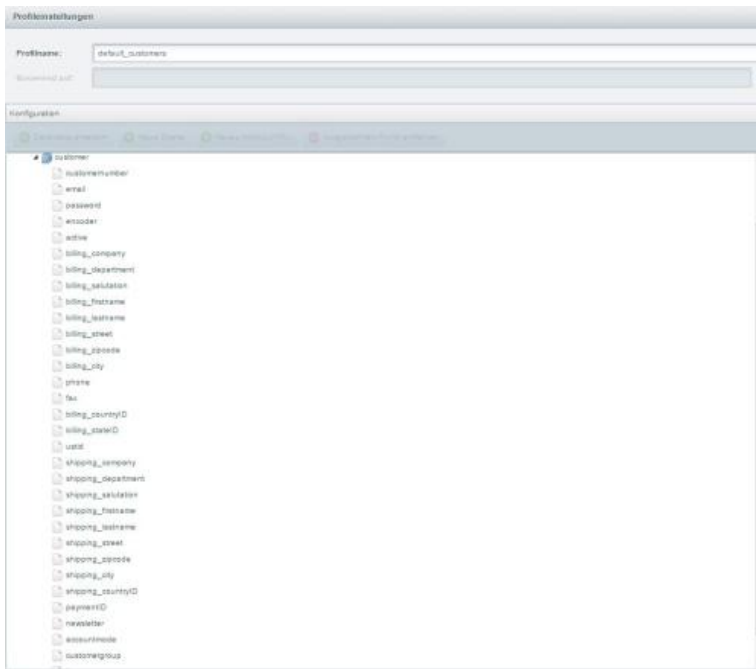 Profileinstellungen
Profilname: default_customers
Konfiguration
customer
customernumber
email
password
encoder
active
billing_company
billing_department
billing_salutation
billing_firstname
billing_lastname
billing_street
billing_zipcode
billing_city
phone
fax
billing_countryID
billing_stateID
ustid
shipping_company
shipping_department
shipping_salutation
shipping_firstname
shipping_lastname
shipping_street
shipping_zipcode
shipping_city
shipping_countryID
paymentID
newsletter
accountmode
customergroup